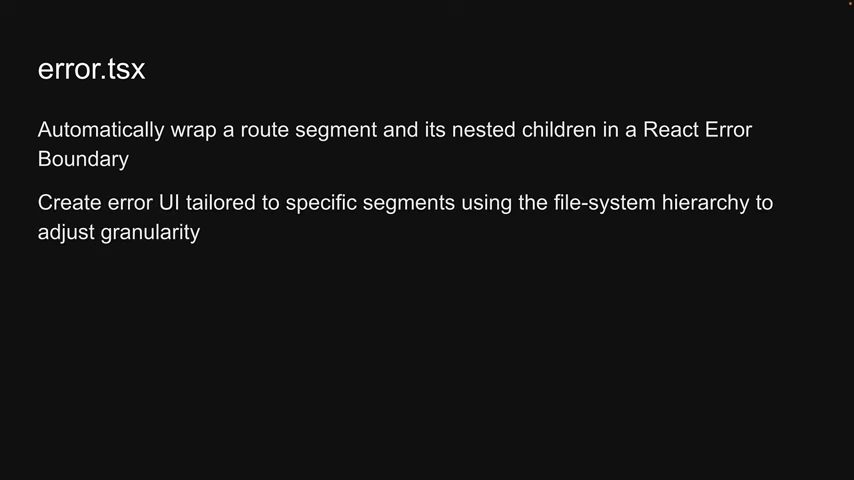 error.tsx
Automatically wrap a route segment and its nested children in a React Error
Boundary
Create error UI tailored to specific segments using the file-system hierarchy to
adjust granularity